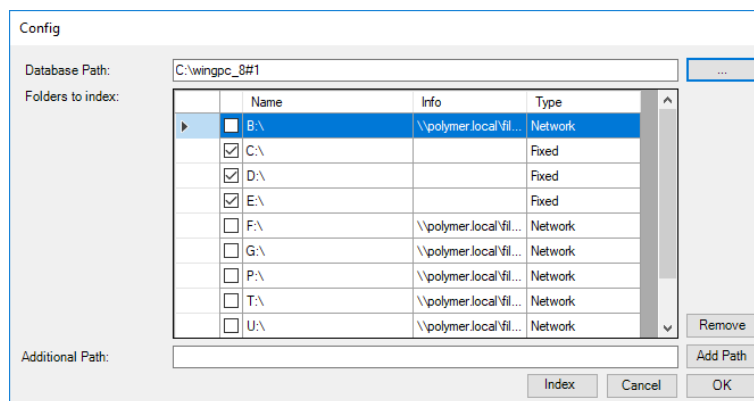 Config
Database Path: C:\wingpc_8#1 ...
Folders to index: Name Info Type
B:\ \\polymer.local\fil... Network
C:\ Fixed
D:\ Fixed
E:\ Fixed
F:\ \\polymer.local\fil... Network
G:\ \\polymer.local\fil... Network
P:\ \\polymer.local\fil... Network
T:\ \\polymer.local\fil... Network
U:\ \\polymer.local\fil... Network
Remove
Additional Path: Add Path
Index Cancel OK